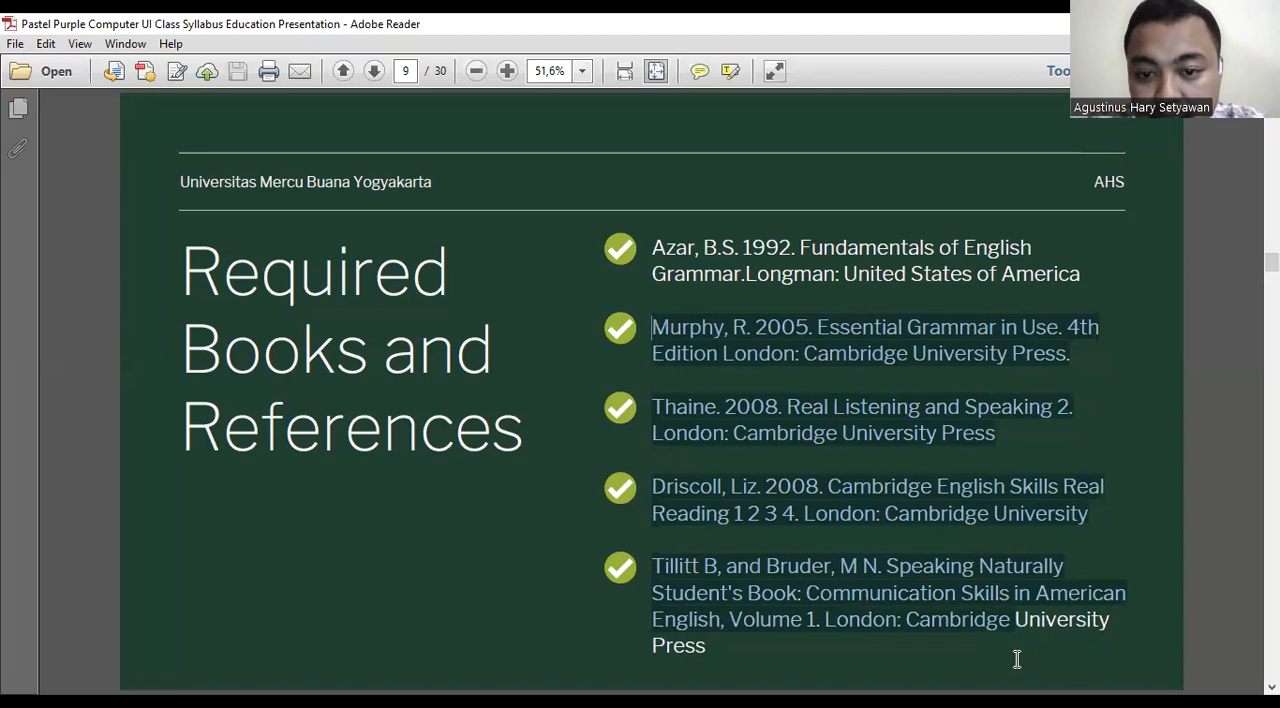 Pastel Purple Computer UI Class Syllabus Education Presentation - Adobe Reader
File Edit View Window Help
Open 9 / 30 51,6% Too
Agustinus Hary Setyawan
Universitas Mercu Buana Yogyakarta AHS
Required
Books and
References
Azar, B.S. 1992. Fundamentals of English
Grammar.Longman: United States of America
Murphy, R. 2005. Essential Grammar in Use. 4th
Edition London: Cambridge University Press.
Thaine. 2008. Real Listening and Speaking 2.
London: Cambridge University Press
Driscoll, Liz. 2008. Cambridge English Skills Real
Reading 1 2 3 4. London: Cambridge University
Tillitt B, and Bruder, M N. Speaking Naturally
Student's Book: Communication Skills in American
English, Volume 1. London: Cambridge University
Press